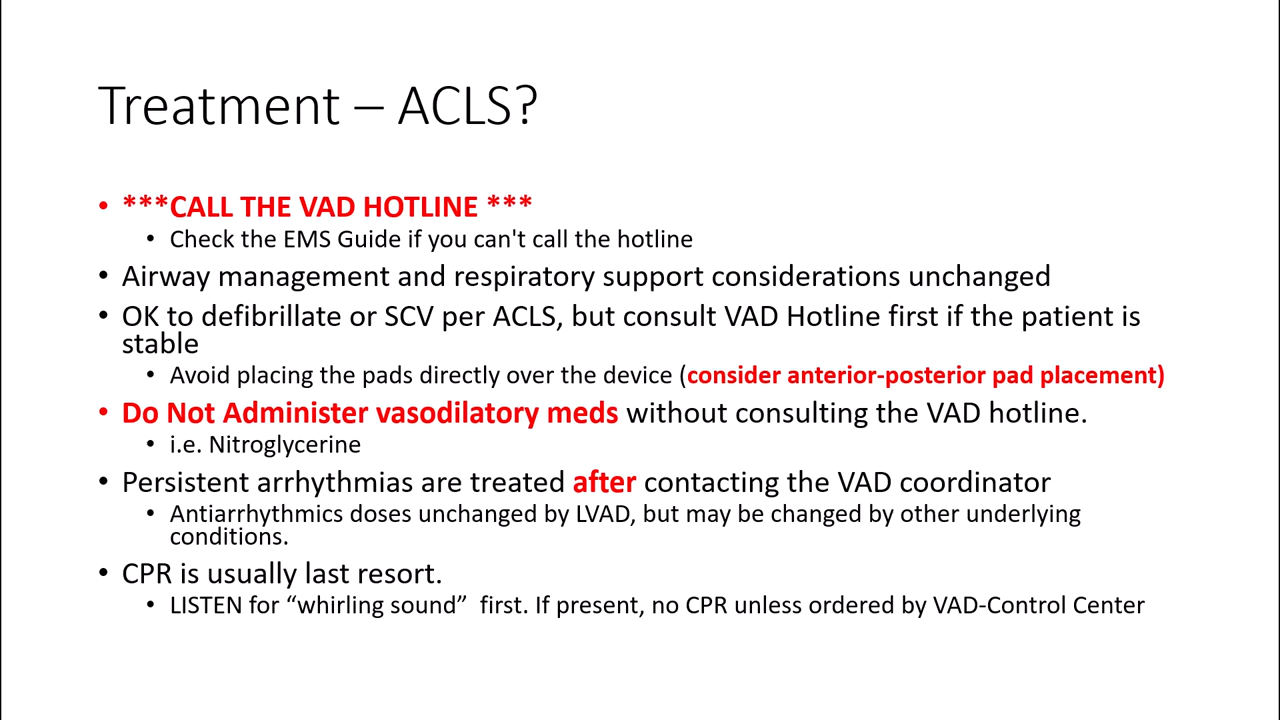 Treatment – ACLS?
• ***CALL THE VAD HOTLINE ***
• Check the EMS Guide if you can't call the hotline
• Airway management and respiratory support considerations unchanged
• OK to defibrillate or SCV per ACLS, but consult VAD Hotline first if the patient is
stable
• Avoid placing the pads directly over the device (consider anterior-posterior pad placement)
• Do Not Administer vasodilatory meds without consulting the VAD hotline.
• i.e. Nitroglycerine
• Persistent arrhythmias are treated after contacting the VAD coordinator
• Antiarrhythmics doses unchanged by LVAD, but may be changed by other underlying
conditions.
• CPR is usually last resort.
• LISTEN for “whirling sound”  first. If present, no CPR unless ordered by VAD-Control Center